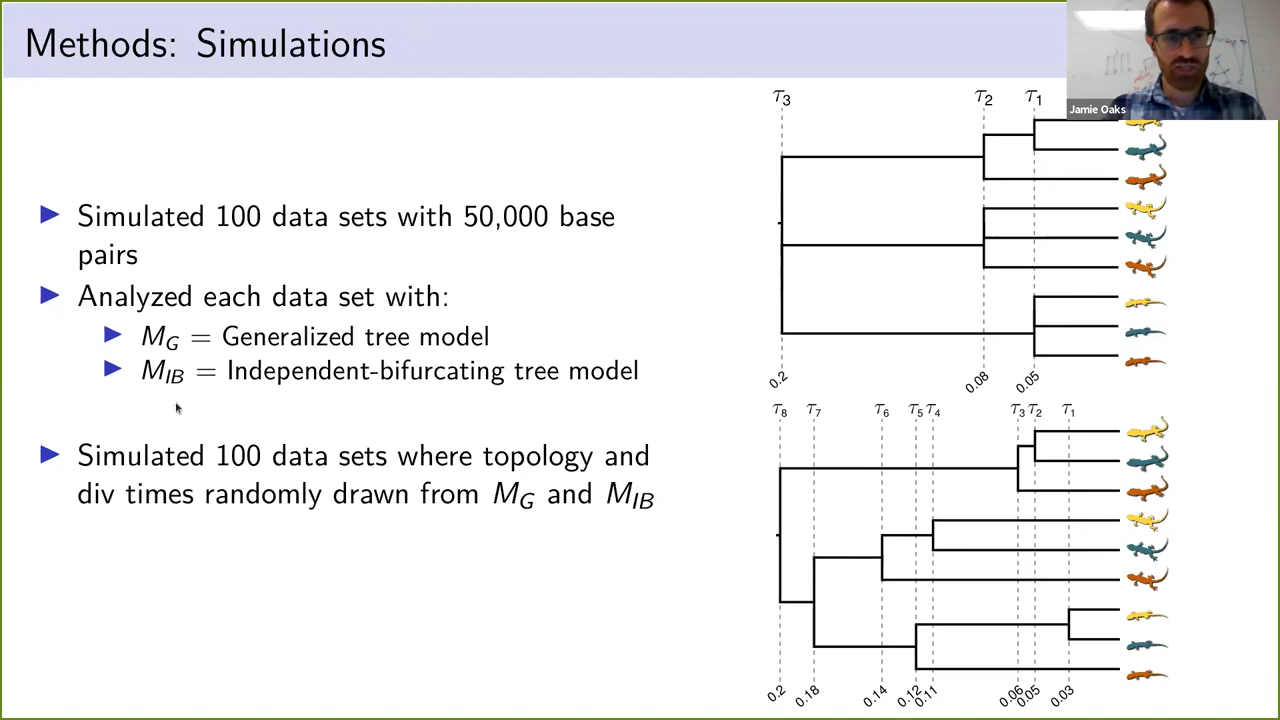 Methods: Simulations
Jamie Oaks
▶ Simulated 100 data sets with 50,000 base
pairs
▶ Analyzed each data set with:
▶ M_G = Generalized tree model
▶ M_IB = Independent-bifurcating tree model
▶ Simulated 100 data sets where topology and
div times randomly drawn from M_G and M_IB
τ3 τ2 τ1
0.2 0.08 0.05
τ8 τ7 τ6 τ5 τ4 τ3 τ2 τ1
0.2 0.18 0.14 0.12 0.11 0.06 0.05 0.03